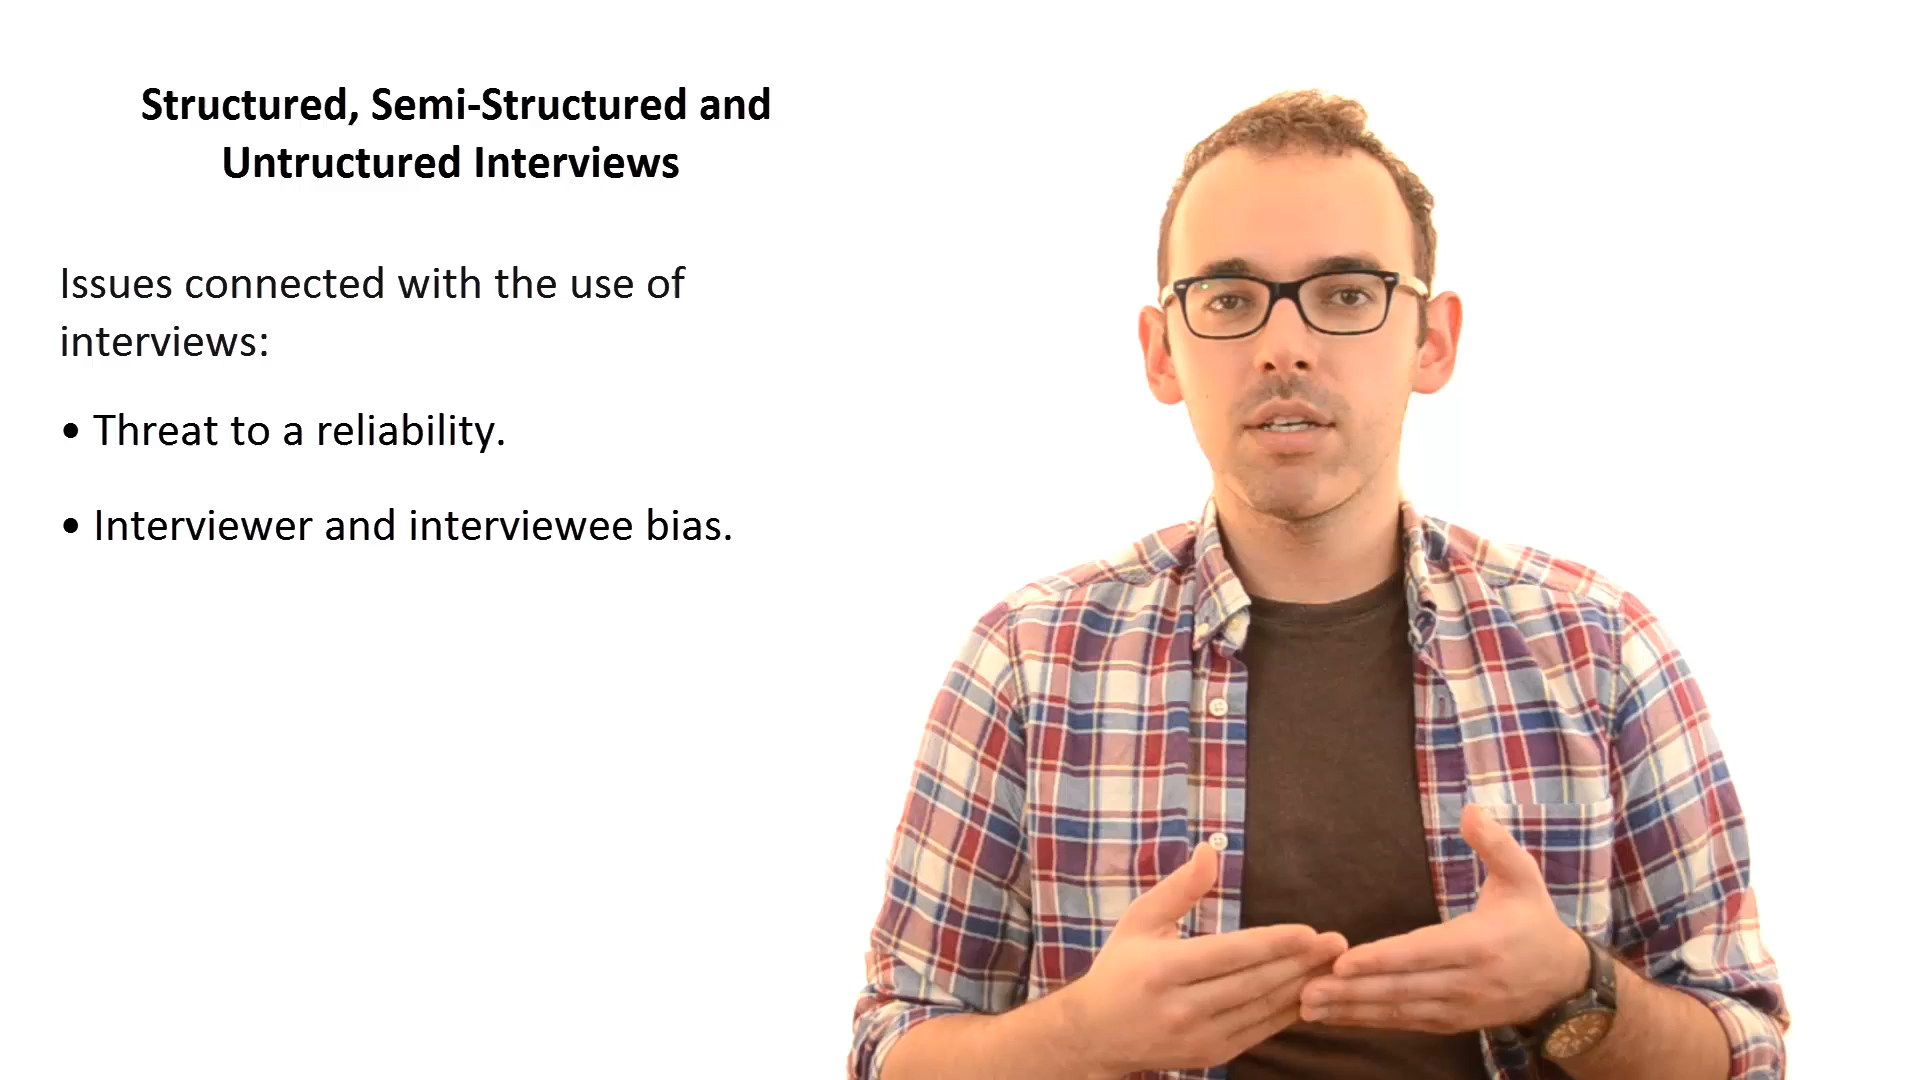 Structured, Semi-Structured and
Untructured Interviews
Issues connected with the use of
interviews:
• Threat to a reliability.
• Interviewer and interviewee bias.